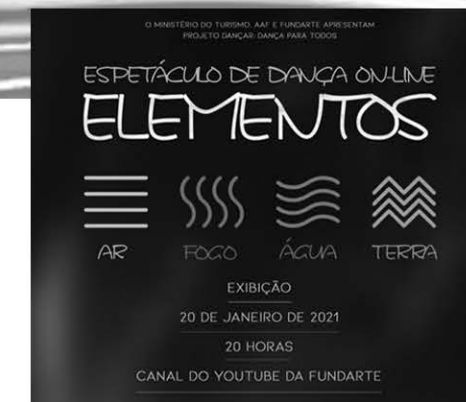 O MINISTÉRIO DO TURISMO, AAF E FUNDARTE APRESENTAM
PROJETO DANÇAR: DANÇA PARA TODOS
ESPETÁCULO DE DANÇA ON-LINE
ELEMENTOS
AR FOGO ÁGUA TERRA
EXIBIÇÃO
20 DE JANEIRO DE 2021
20 HORAS
CANAL DO YOUTUBE DA FUNDARTE